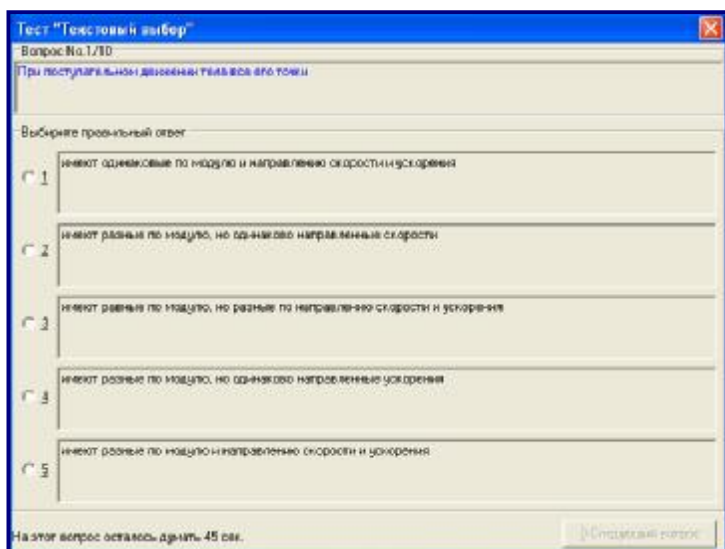 Тест "Текстовый выбор"
Вопрос No.1/10
При поступательном движении тела все его точки
Выберите правильный ответ
1 имеют одинаковые по модулю и направлению скорости и ускорения
2 имеют разные по модулю, но одинаково направленные скорости
3 имеют равные по модулю, но разные по направлению скорости и ускорения
4 имеют разные по модулю, но одинаково направленные ускорения
5 имеют разные по модулю и направлению скорости и ускорения
На этот вопрос осталось думать 45 сек.
Следующий вопрос